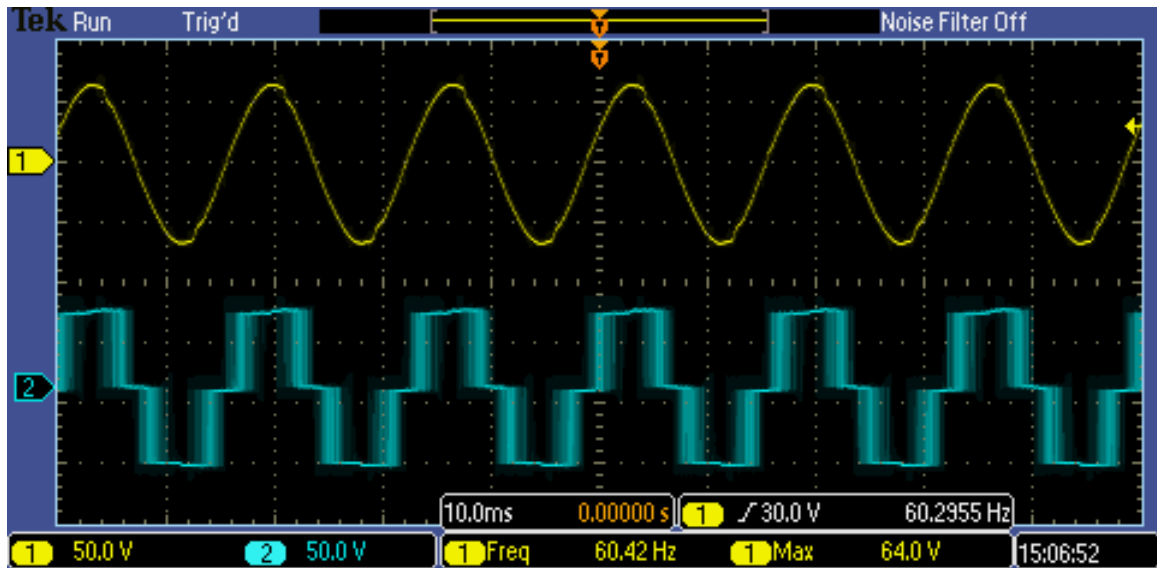 Tek Run Trig'd Noise Filter Off
T
T
1
2
10.0ms 0.00000 s 1 30.0 V 60.2955 Hz
1 50.0 V 2 50.0 V 1 Freq 60.42 Hz 1 Max 64.0 V 15:06:52